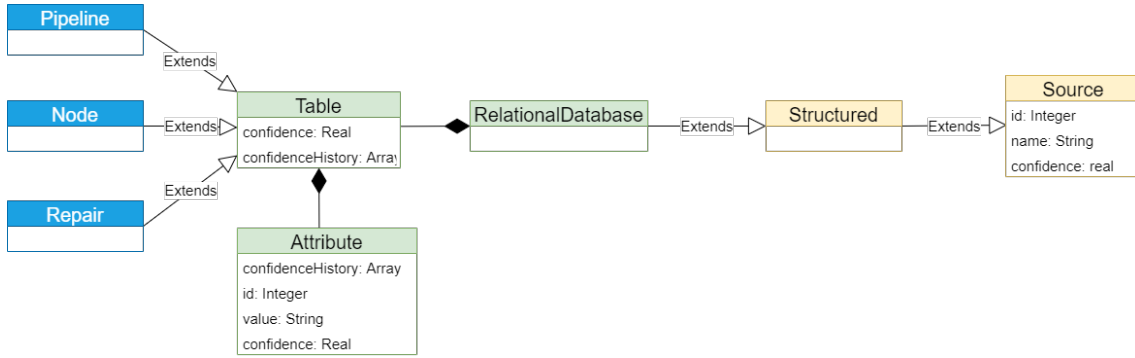 Pipeline
Extends
Node
Extends
Repair
Extends
Table
confidence: Real
confidenceHistory: Array
RelationalDatabase
Extends
Structured
Extends
Source
id: Integer
name: String
confidence: real
Attribute
confidenceHistory: Array
id: Integer
value: String
confidence: Real